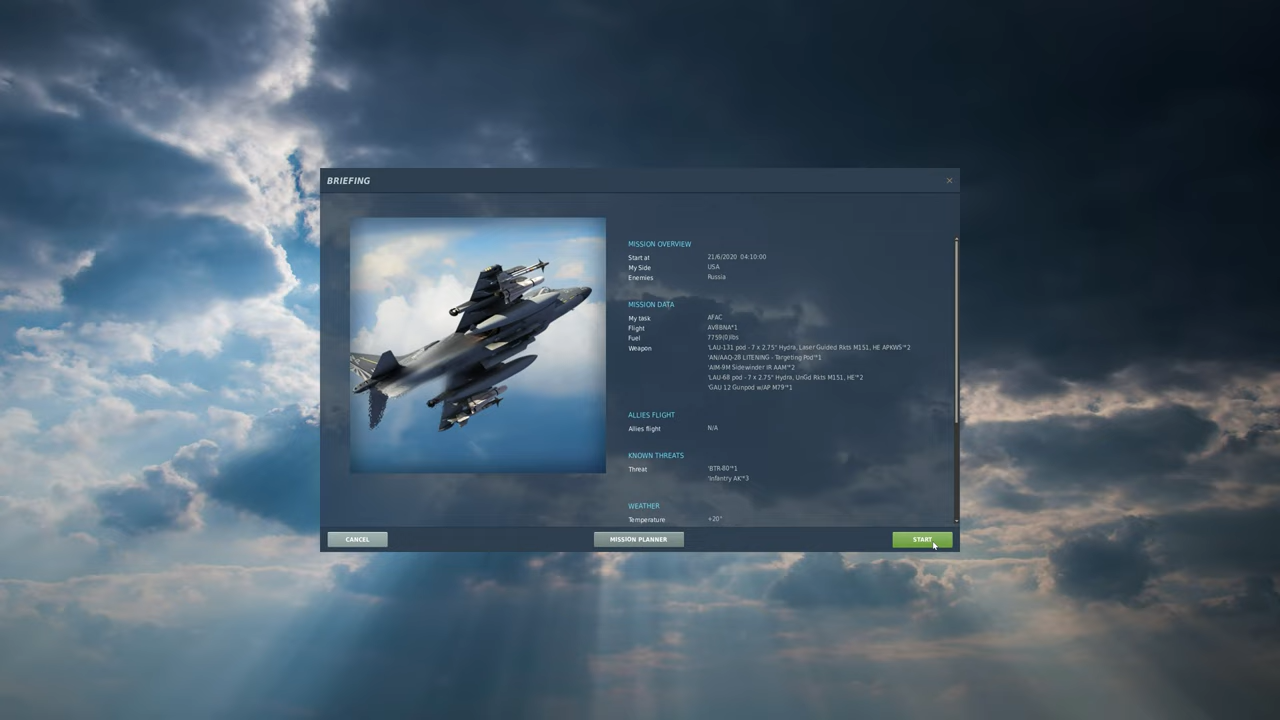 BRIEFING
MISSION OVERVIEW
Start at 21/6/2020 04:10:00
My Side USA
Enemies Russia
MISSION DATA
My task AFAC
Flight AV8BNA*1
Fuel 7759(0)lbs
Weapon 'LAU-131 pod - 7 x 2.75" Hydra, Laser Guided Rkts M151, HE APKWS'*2
'AN/AAQ-28 LITENING - Targeting Pod'*1
'AIM-9M Sidewinder IR AAM'*2
'LAU-68 pod - 7 x 2.75" Hydra, UnGd Rkts M151, HE'*2
'GAU 12 Gunpod w/AP M79'*1
ALLIES FLIGHT
Allies flight N/A
KNOWN THREATS
Threat 'BTR-80'*1
'Infantry AK'*3
WEATHER
Temperature +20°
CANCEL MISSION PLANNER START